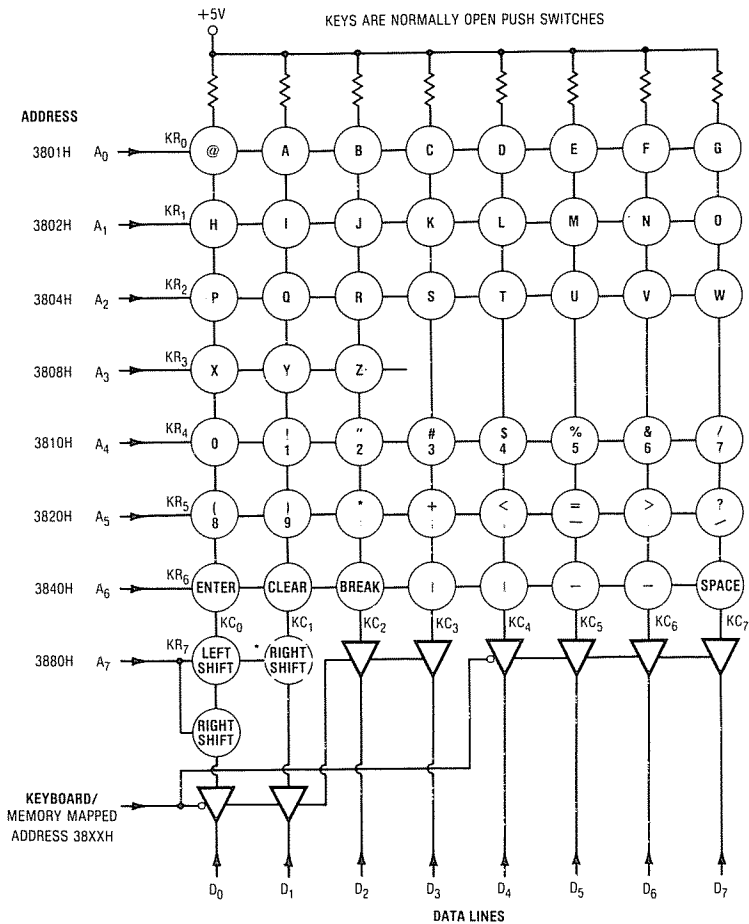 +5V
KEYS ARE NORMALLY OPEN PUSH SWITCHES
ADDRESS
3801H A0 KR0 @ A B C D E F G
3802H A1 KR1 H I J K L M N O
3804H A2 KR2 P Q R S T U V W
3808H A3 KR3 X Y Z
3810H A4 KR4 0 ! 1 " 2 # 3 $ 4 % 5 & 6 / 7
3820H A5 KR5 ( 8 ) 9 * + < , = — > . ? /
3840H A6 KR6 ENTER CLEAR BREAK | | — — SPACE
KC0 KC1 KC2 KC3 KC4 KC5 KC6 KC7
3880H A7 KR7 LEFT SHIFT * RIGHT SHIFT
RIGHT SHIFT
KEYBOARD/
MEMORY MAPPED
ADDRESS 38XXH
D0 D1 D2 D3 D4 D5 D6 D7
DATA LINES